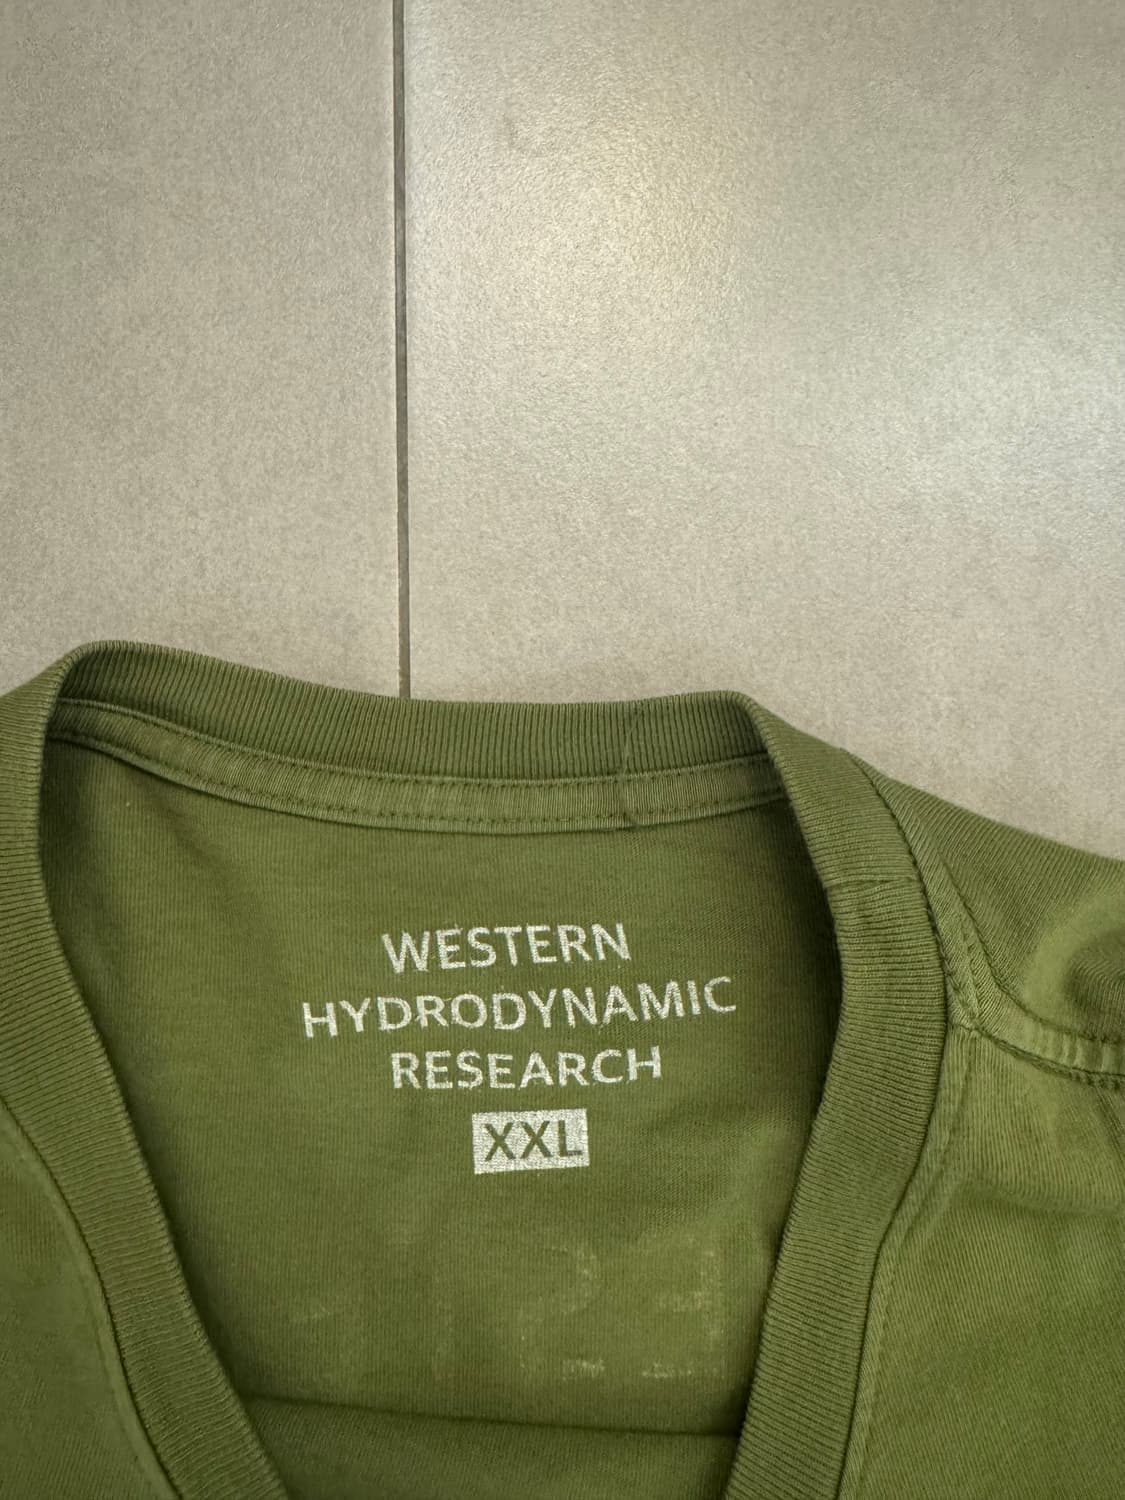 WESTERN
HYDRODYNAMIC
RESEARCH
XXL